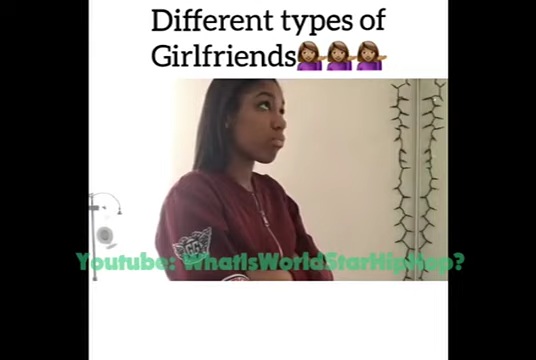 Different types of
Girlfriends💁🏽💁🏽💁🏽
Youtube: WhatIsWorldStarHipHop?